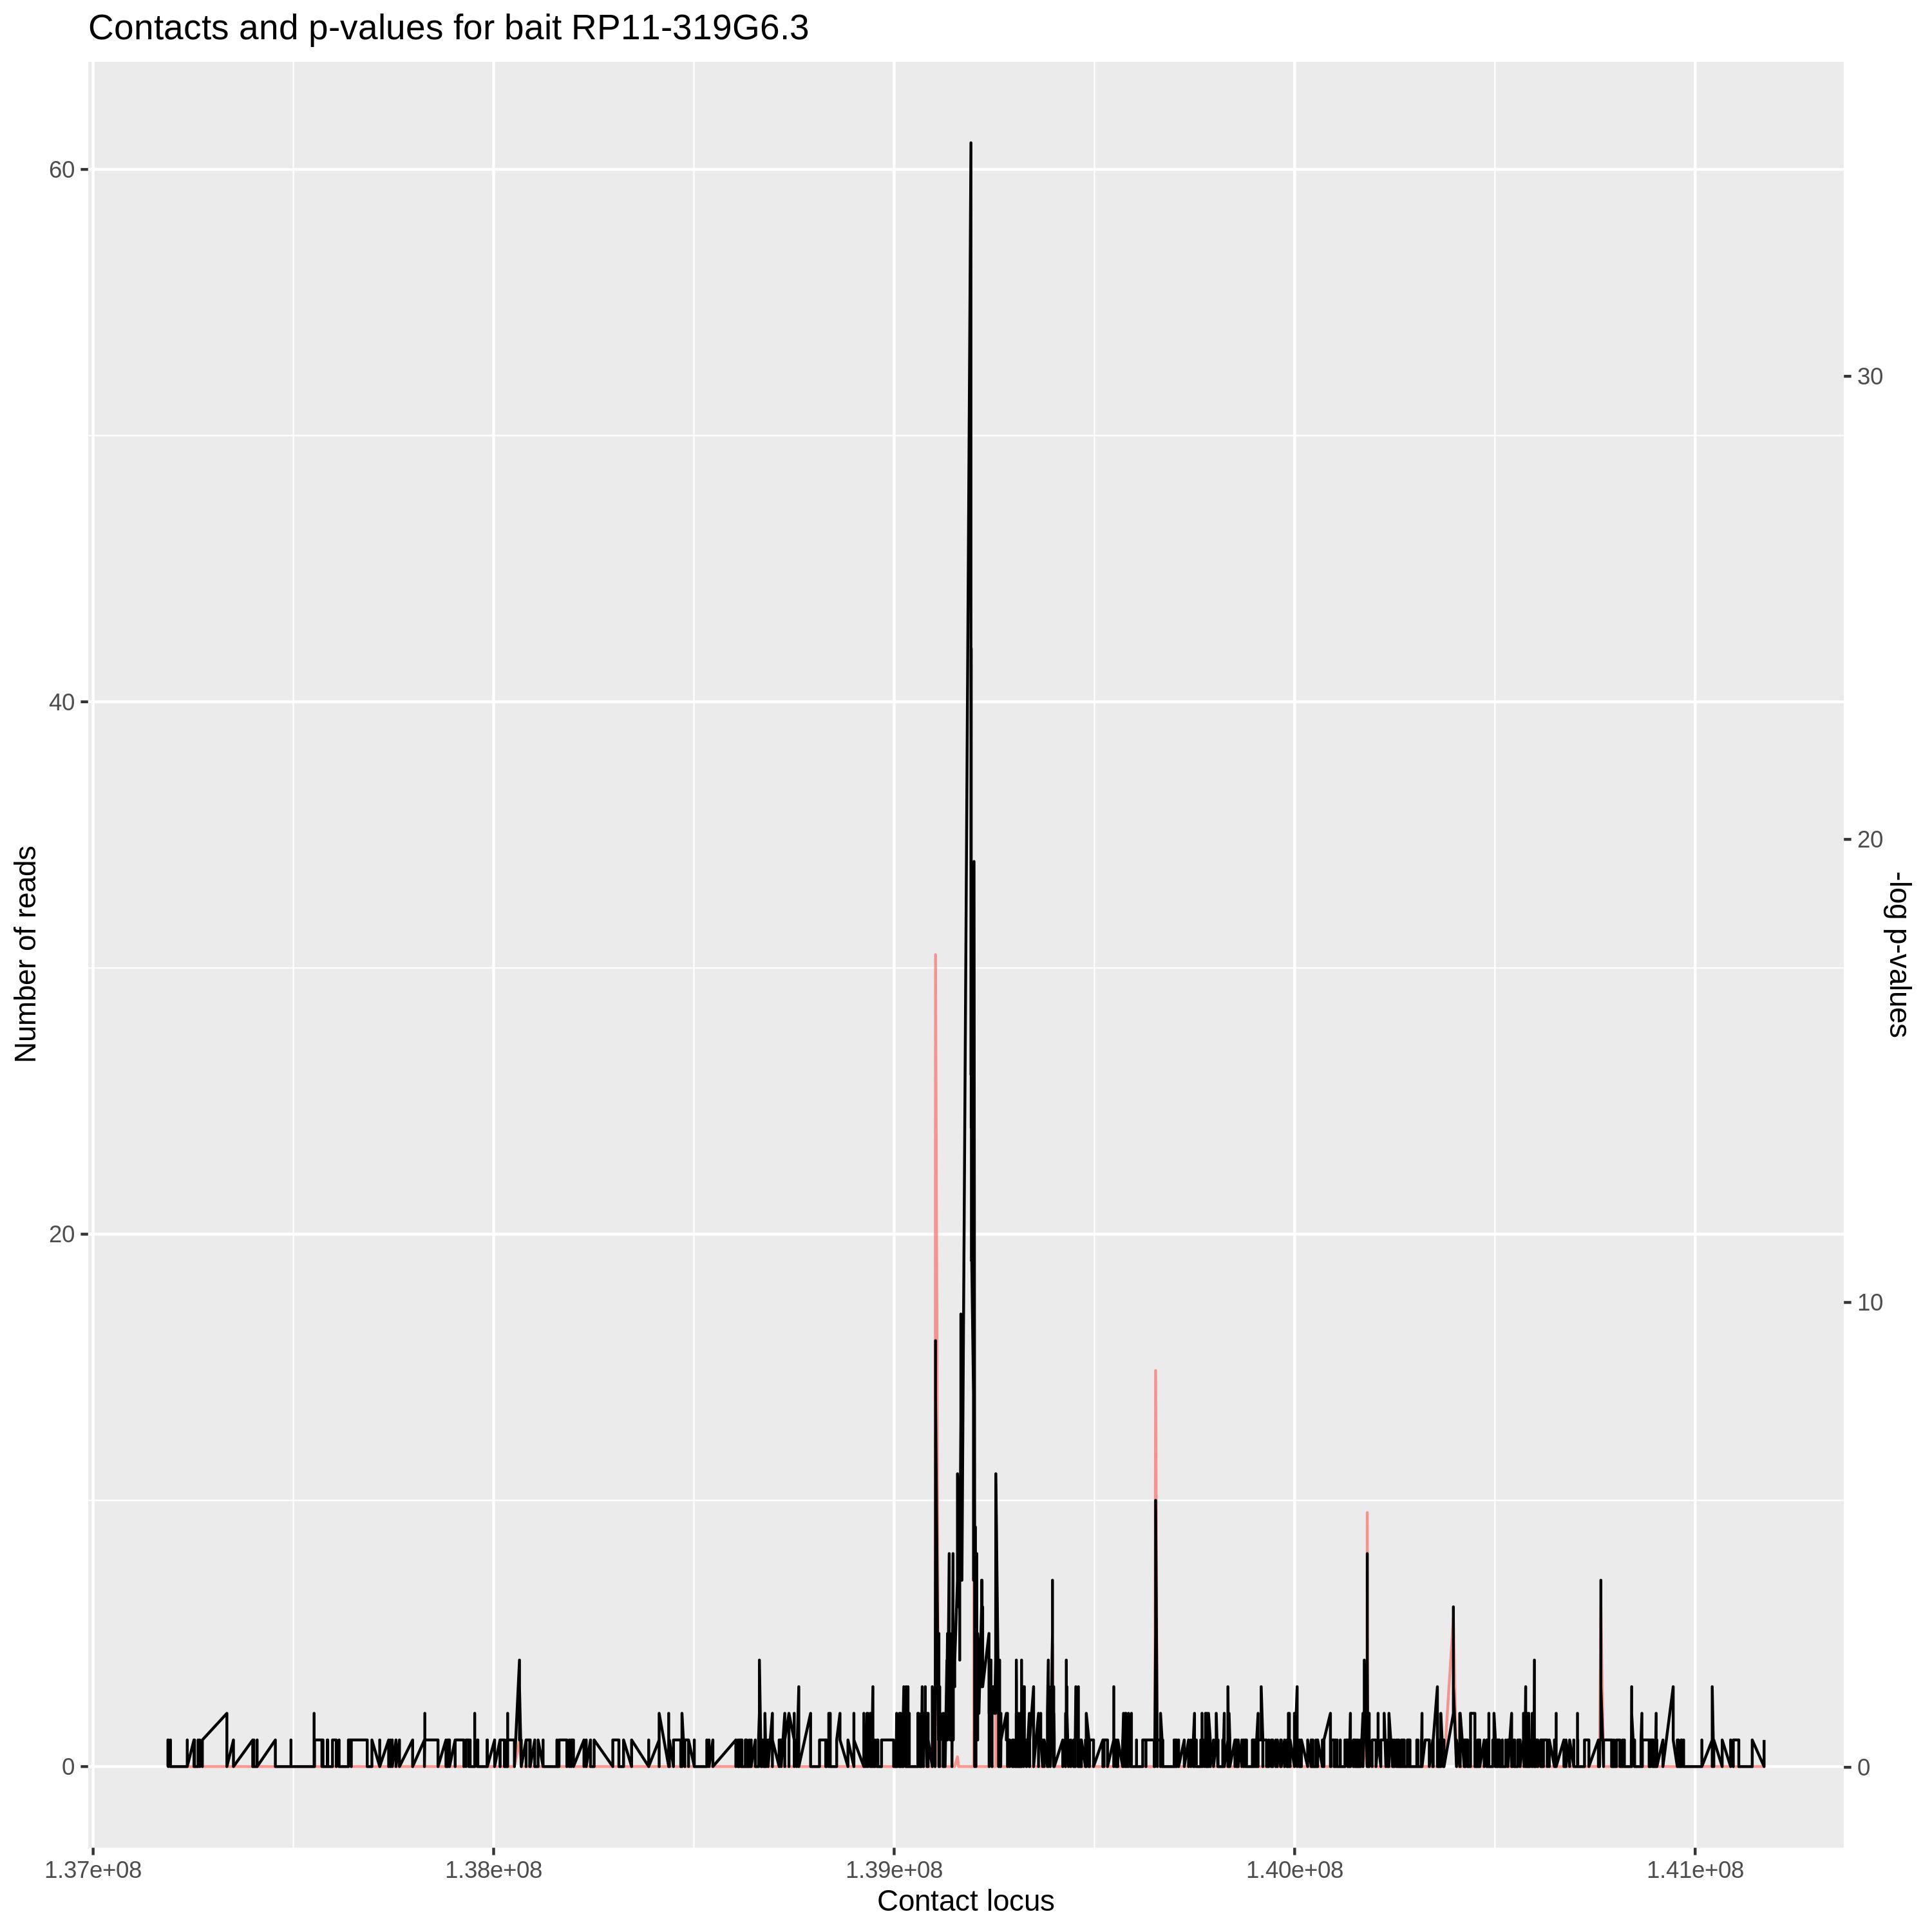 Contacts and p-values for bait RP11-319G6.3
60
40
20
0
Number of reads
30
20
10
0
-log p-values
1.37e+08
1.38e+08
1.39e+08
1.40e+08
1.41e+08
Contact locus